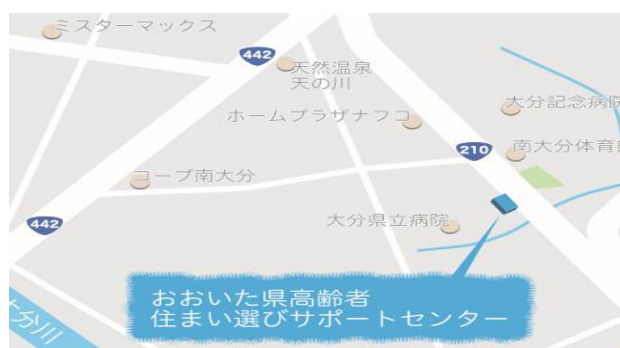 ミスターマックス
442
天然温泉
天の川
大分記念病院
ホームプラザナフコ
210
南大分体育館
コープ南大分
442
大分県立病院
おおいた県高齢者
住まい選びサポートセンター
大分川